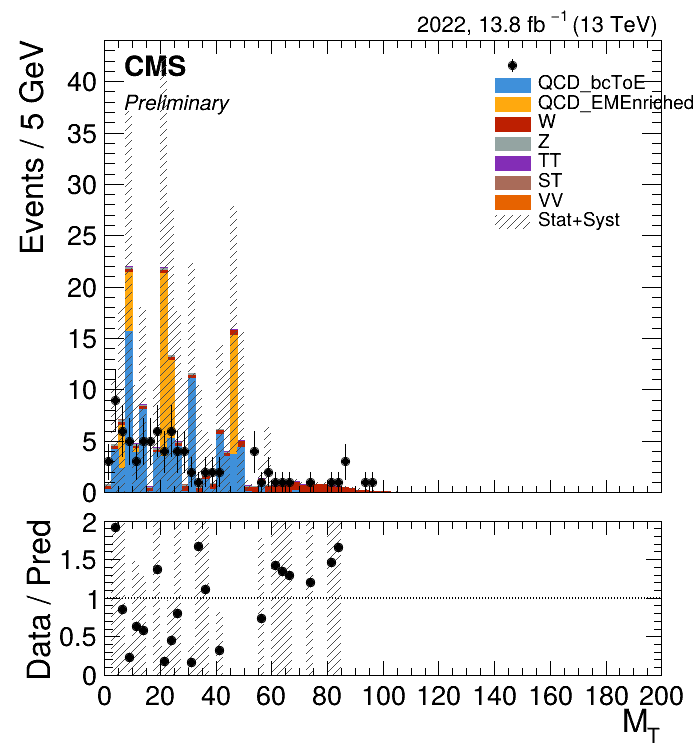 2022, 13.8 fb⁻¹ (13 TeV)
CMS
Preliminary
QCD_bcToE
QCD_EMEnriched
W
Z
TT
ST
VV
Stat+Syst
Events / 5 GeV
40
35
30
25
20
15
10
5
0
Data / Pred
2
1.5
1
0.5
0
0 20 40 60 80 100 120 140 160 180 200
M_T